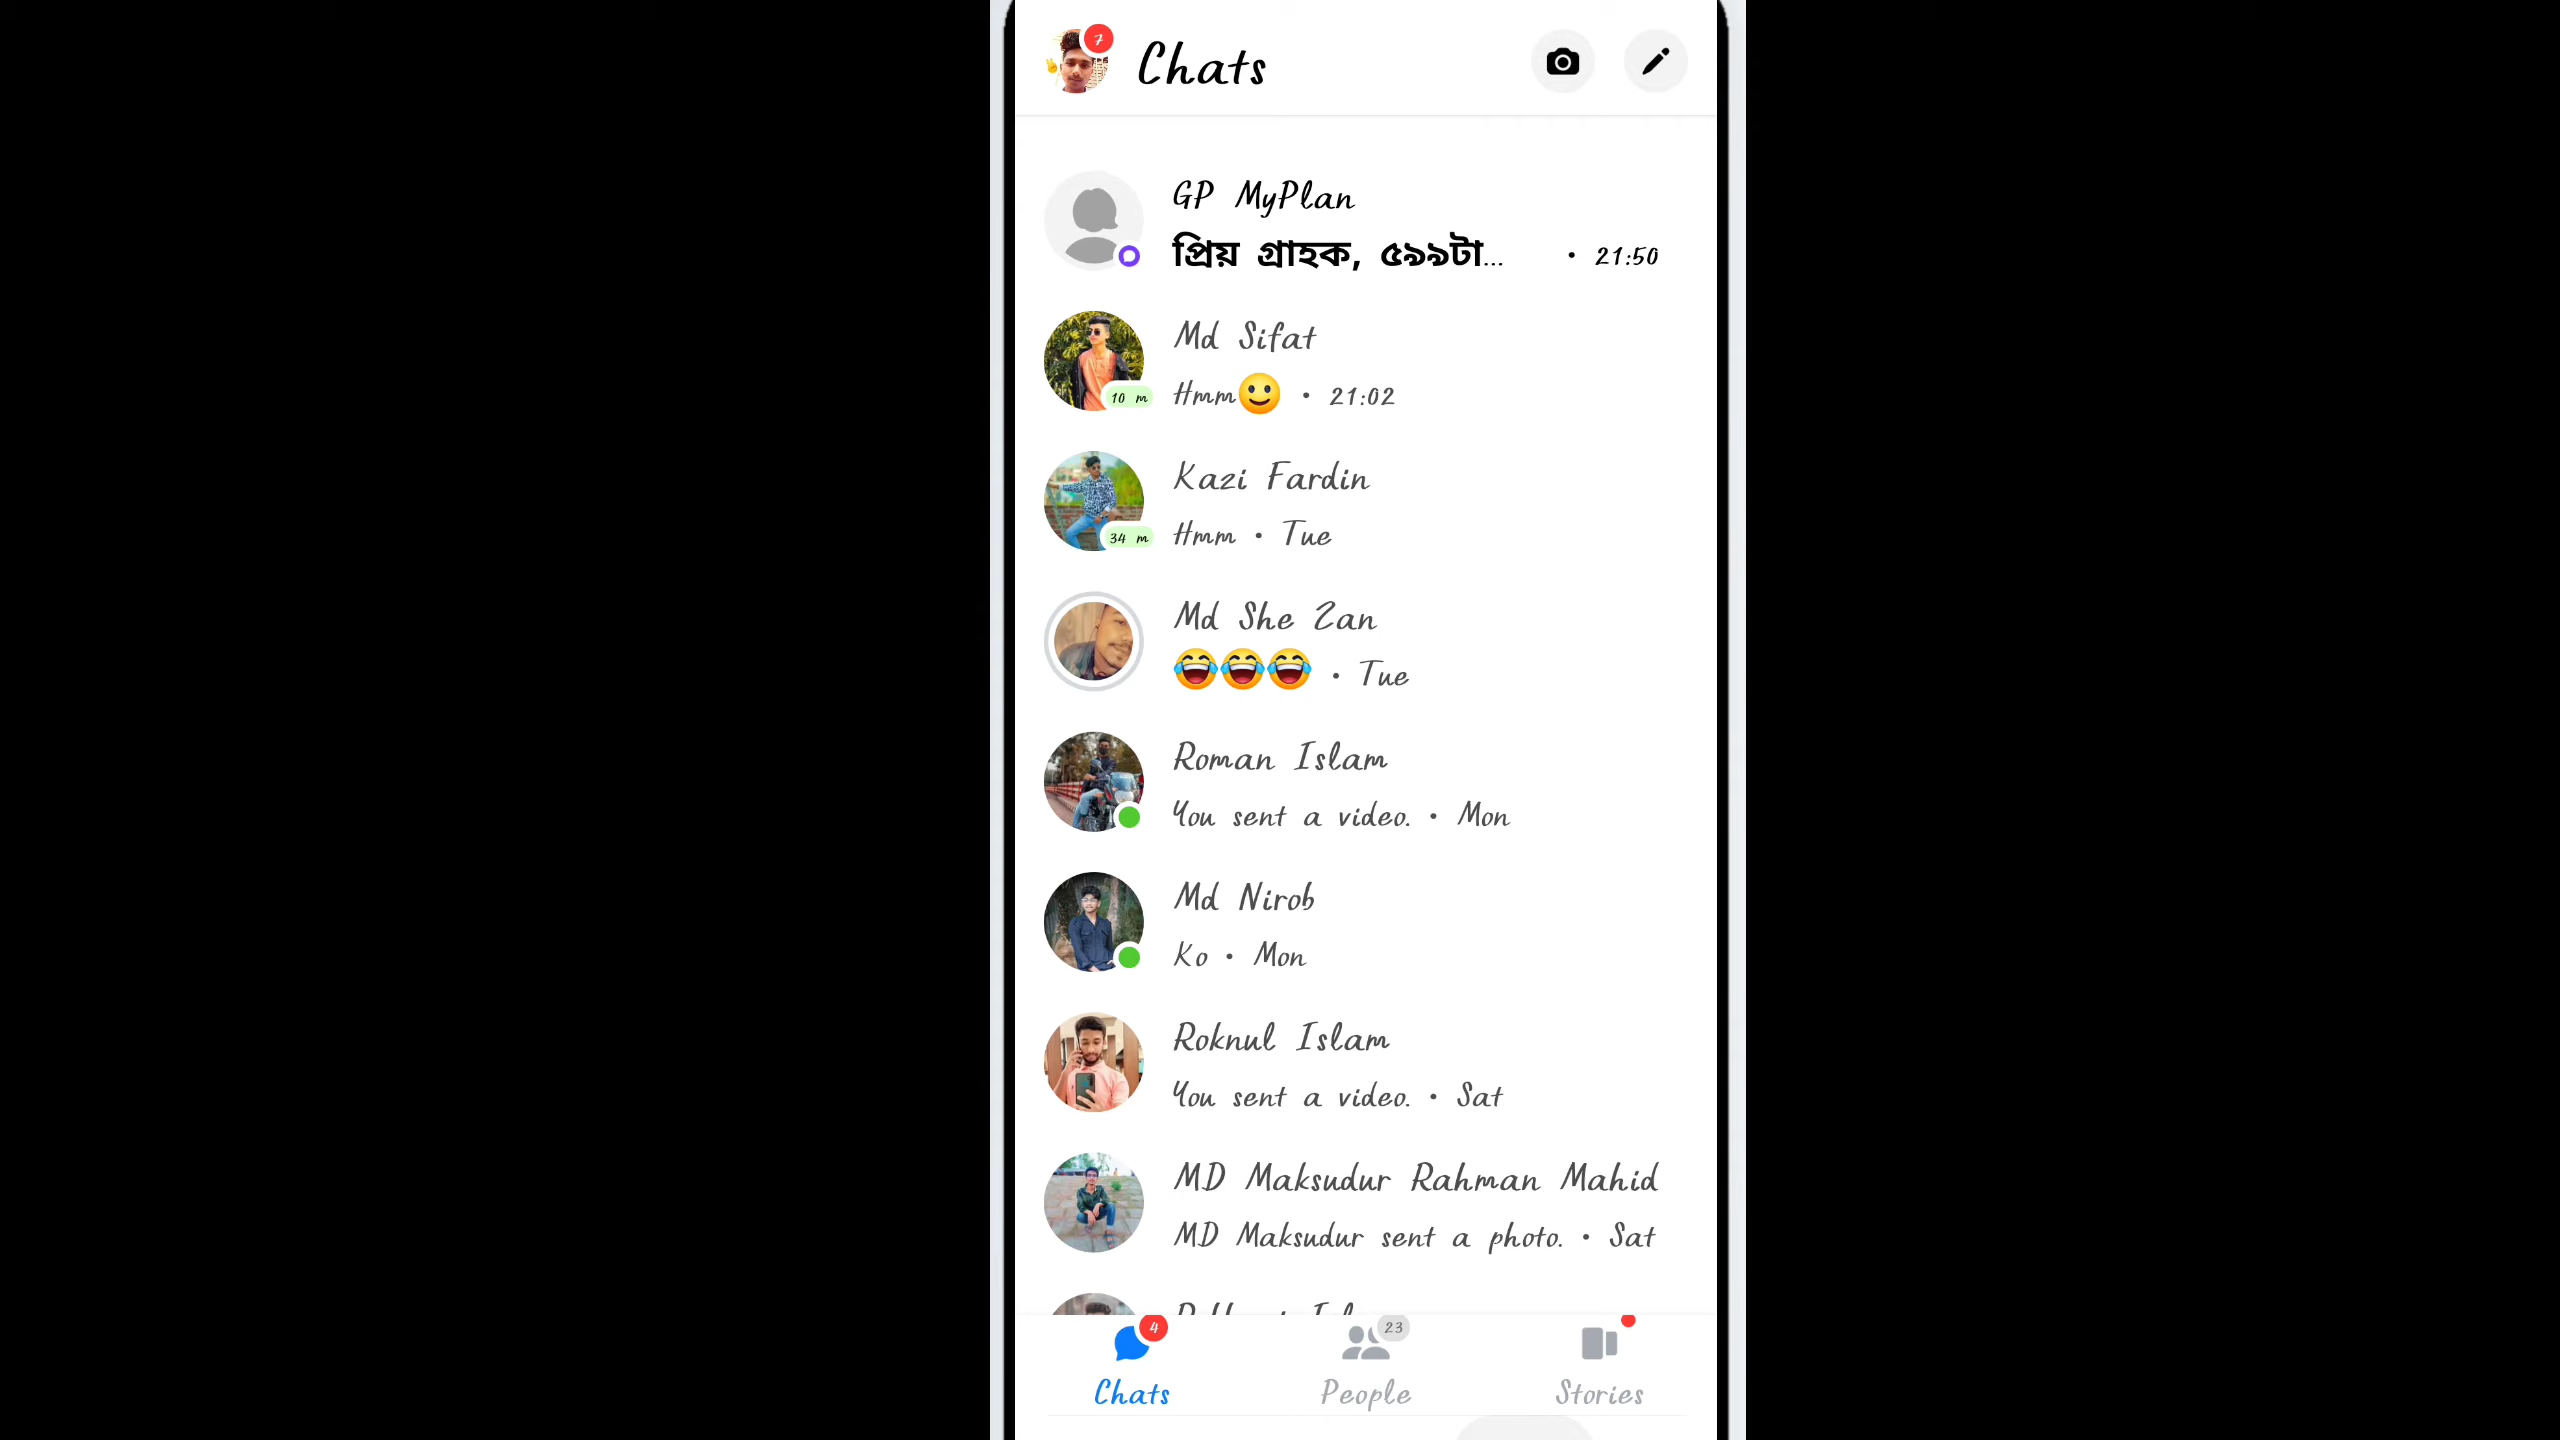 7
Chats
GP MyPlan
প্রিয় গ্রাহক, ৫৯৯টা... • 21:50
Md Sifat
10 m
Hmm🙂 • 21:02
Kazi Fardin
34 m
Hmm • Tue
Md She Zan
😂😂😂 • Tue
Roman Islam
You sent a video. • Mon
Md Nirob
Ko • Mon
Roknul Islam
You sent a video. • Sat
MD Maksudur Rahman Mahid
MD Maksudur sent a photo. • Sat
4
23
Chats
People
Stories